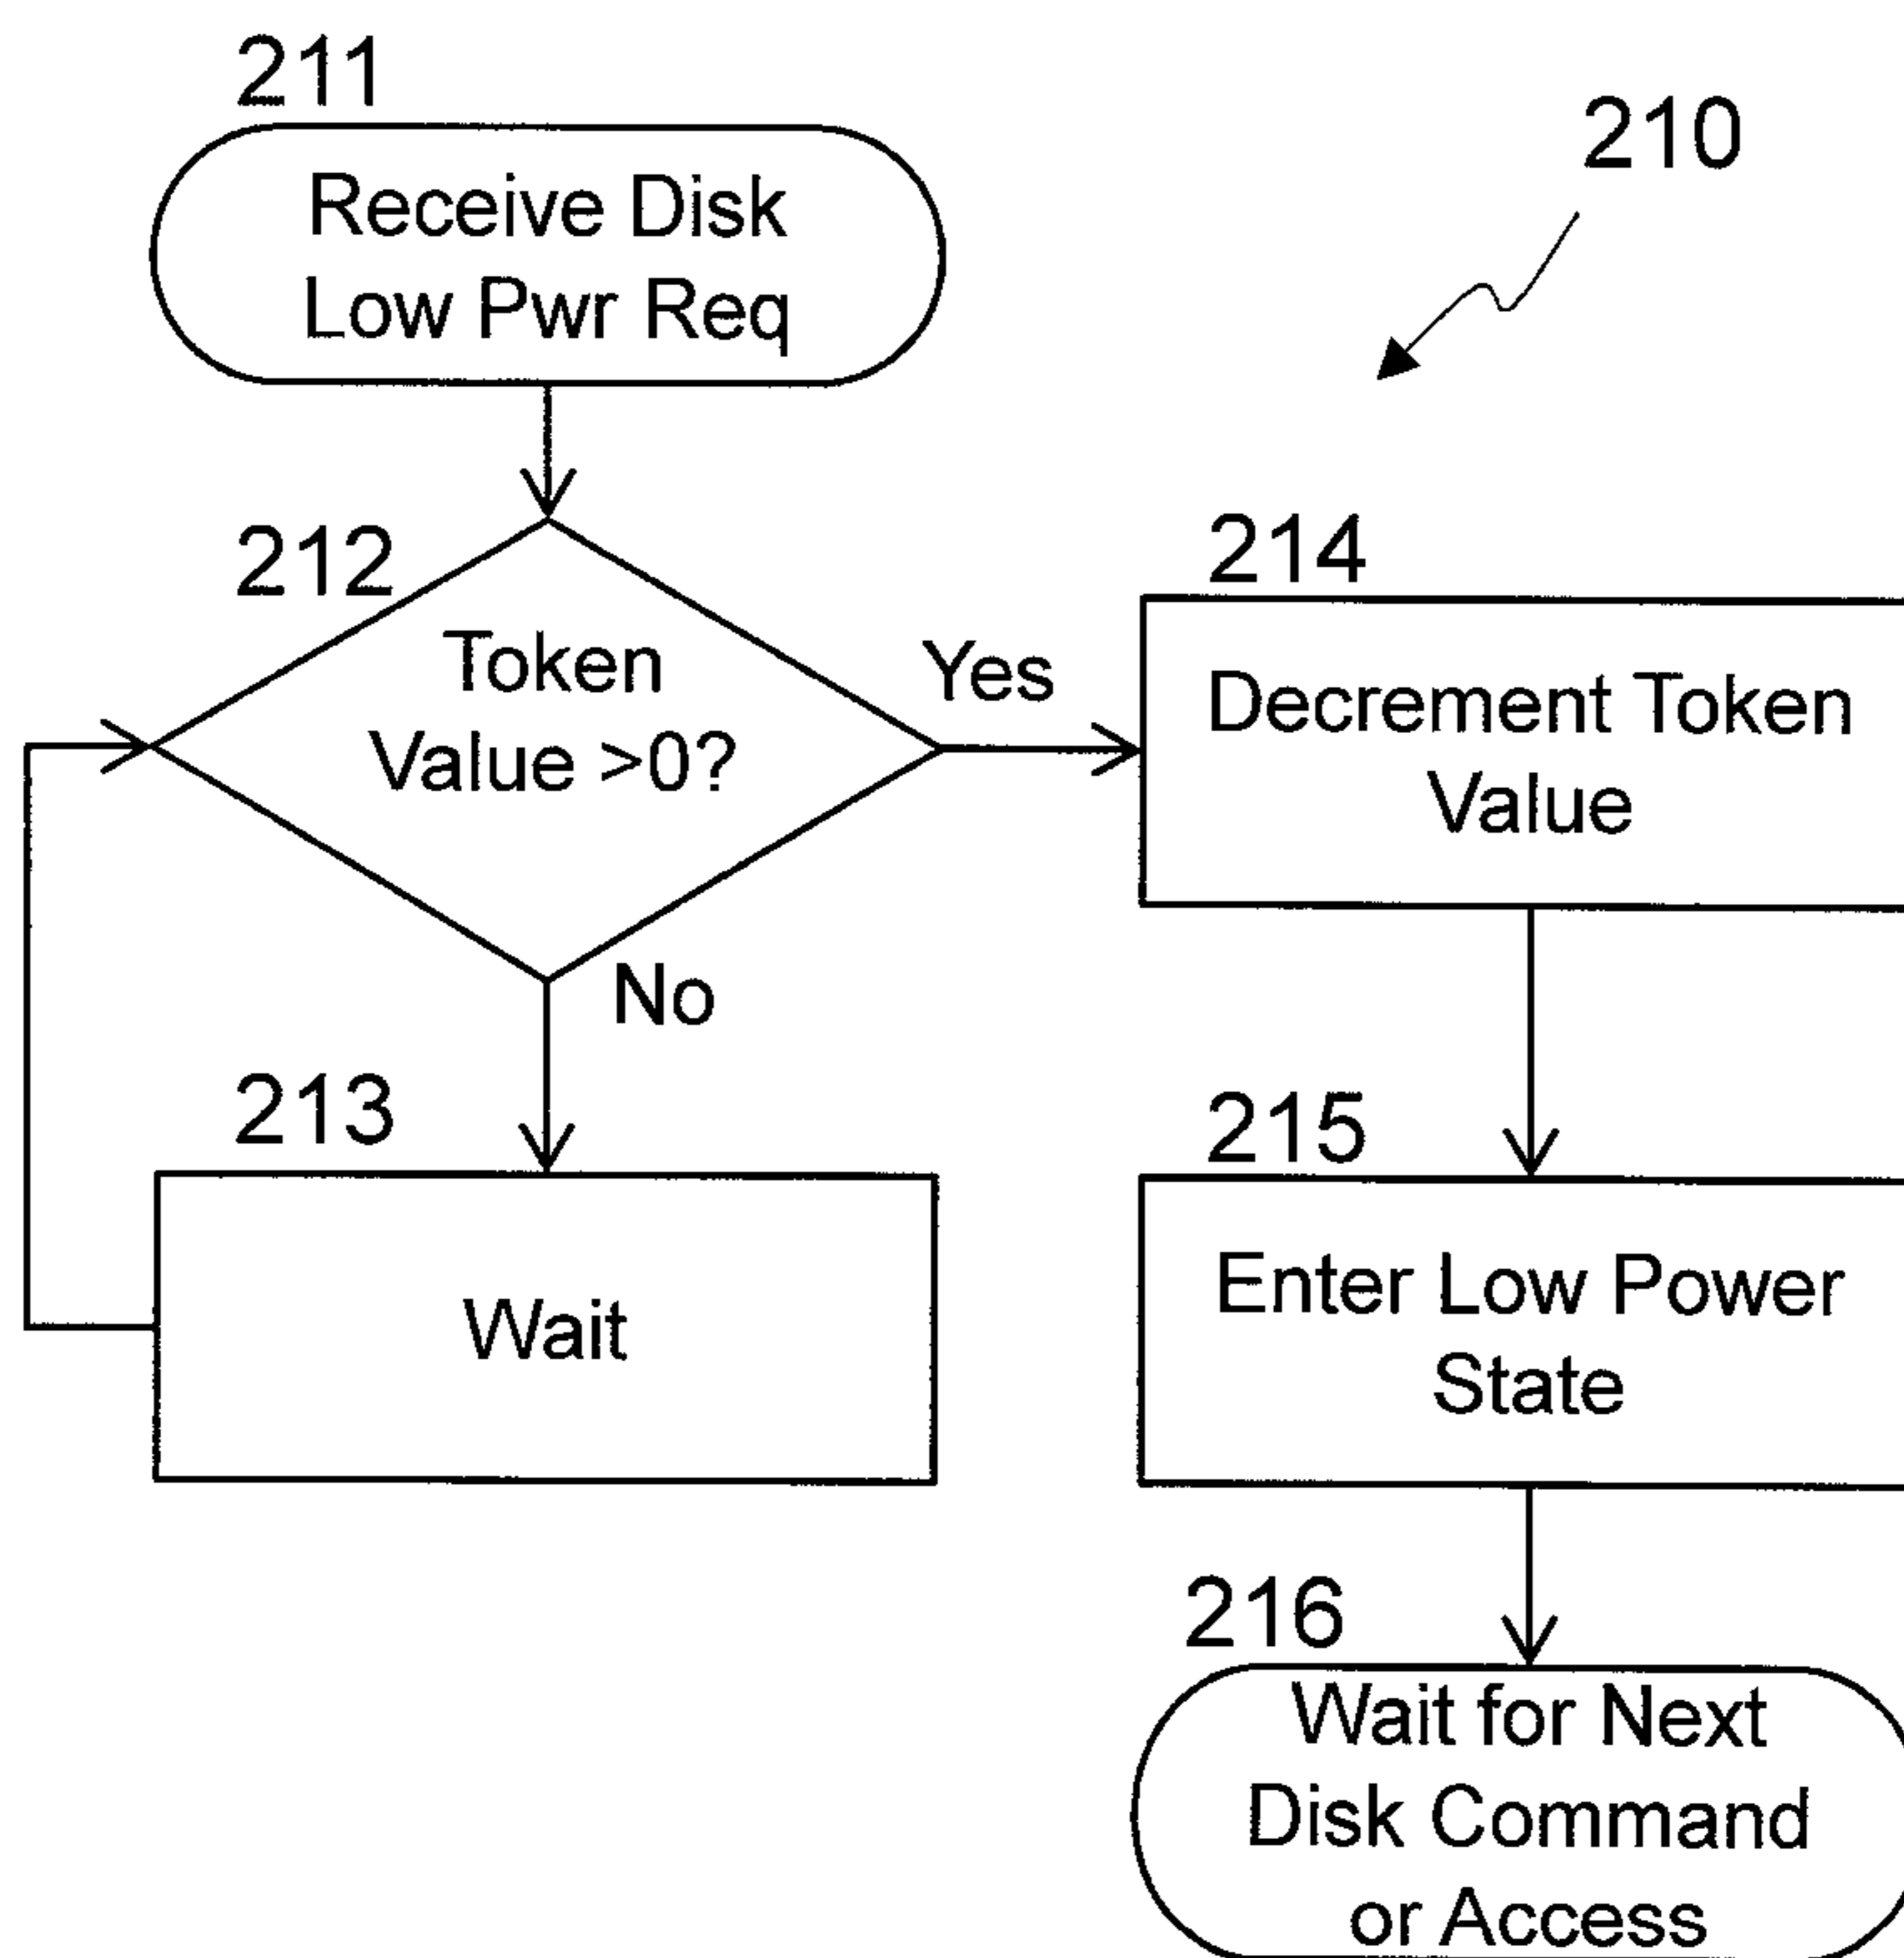 211
Receive Disk
Low Pwr Req
210
212
Token
Value >0?
Yes
No
213
Wait
214
Decrement Token
Value
215
Enter Low Power
State
216
Wait for Next
Disk Command
or Access